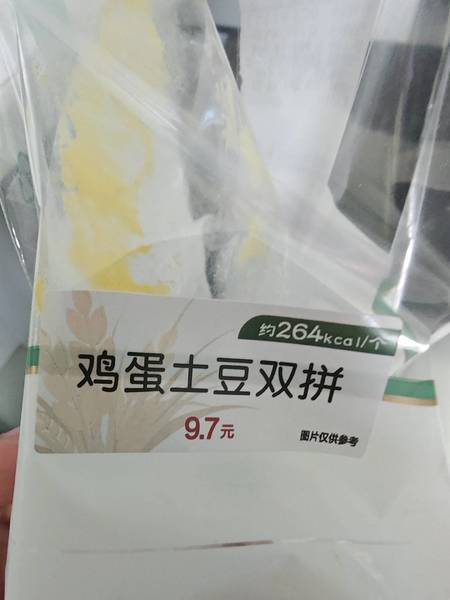 约264kcal/个
鸡蛋土豆双拼
9.7元
图片仅供参考